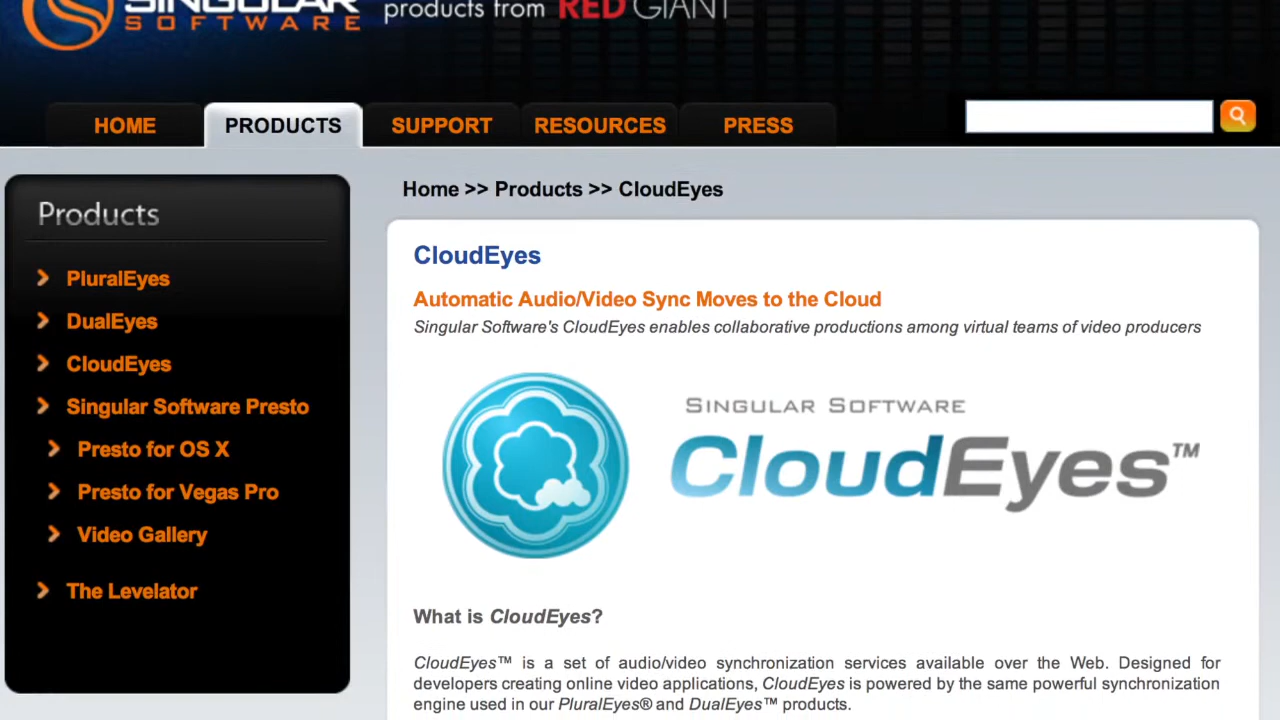 SINGULAR
SOFTWARE
products from RED GIANT
HOME
PRODUCTS
SUPPORT
RESOURCES
PRESS
Home >> Products >> CloudEyes
Products
PluralEyes
DualEyes
CloudEyes
Singular Software Presto
Presto for OS X
Presto for Vegas Pro
Video Gallery
The Levelator
CloudEyes
Automatic Audio/Video Sync Moves to the Cloud
Singular Software's CloudEyes enables collaborative productions among virtual teams of video producers
SINGULAR SOFTWARE
CloudEyes™
What is CloudEyes?
CloudEyes™ is a set of audio/video synchronization services available over the Web. Designed for
developers creating online video applications, CloudEyes is powered by the same powerful synchronization
engine used in our PluralEyes® and DualEyes™ products.